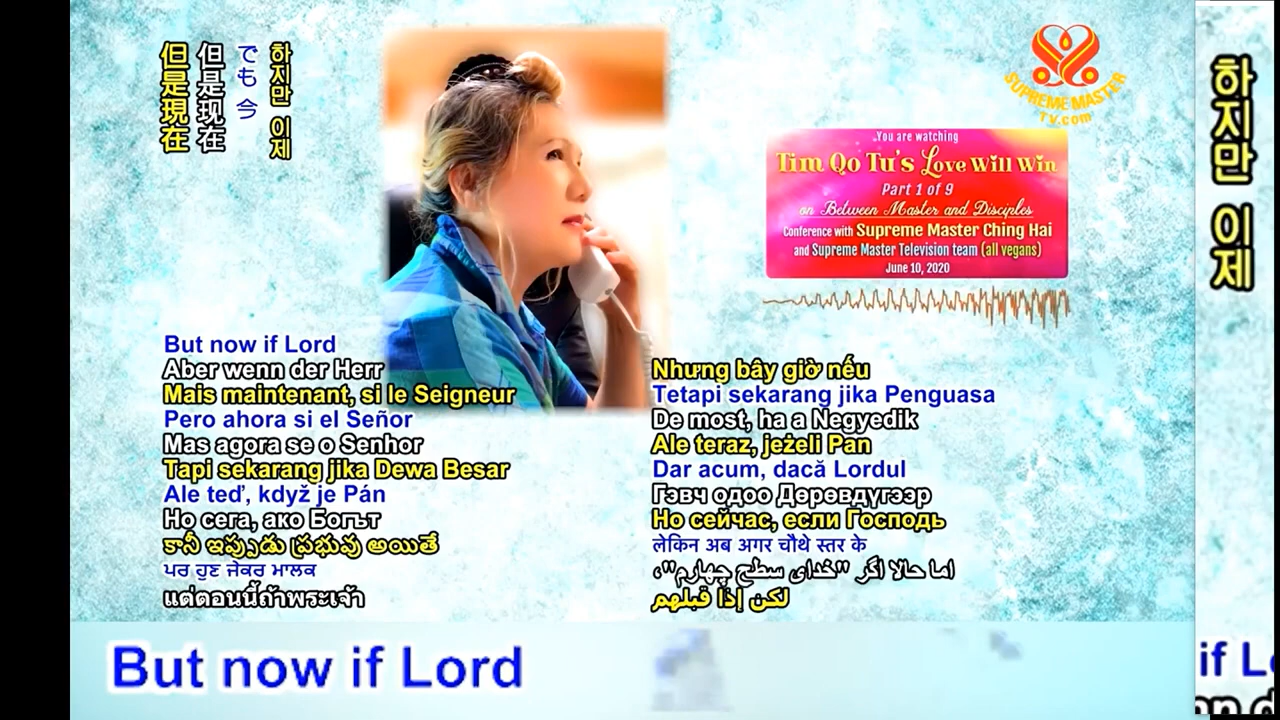 하지만 이제
でも 今
但是现在
但是現在
SUPREME MASTER
TV.com
You are watching
Tim Qo Tu's Love Will Win
Part 1 of 9
on Between Master and Disciples
Conference with Supreme Master Ching Hai
and Supreme Master Television team (all vegans)
June 10, 2020
But now if Lord
Aber wenn der Herr
Mais maintenant, si le Seigneur
Pero ahora si el Señor
Mas agora se o Senhor
Tapi sekarang jika Dewa Besar
Ale teď, když je Pán
Но сега, ако Богът
కానీ ఇప్పుడు ప్రభువు అయితే
ਪਰ ਹੁਣ ਜੇਕਰ ਮਾਲਕ
แต่ตอนนี้ถ้าพระเจ้า
Nhưng bây giờ nếu
Tetapi sekarang jika Penguasa
De most, ha a Negyedik
Ale teraz, jeżeli Pan
Dar acum, dacă Lordul
Гэвч одоо Дөрөвдүгээр
Но сейчас, если Господь
लेकिन अब अगर चौथे स्तर के
اما حالا اگر "خدای سطح چهارم"،
لكن إذا قبلهم
But now if Lord
하지만 이제
if L